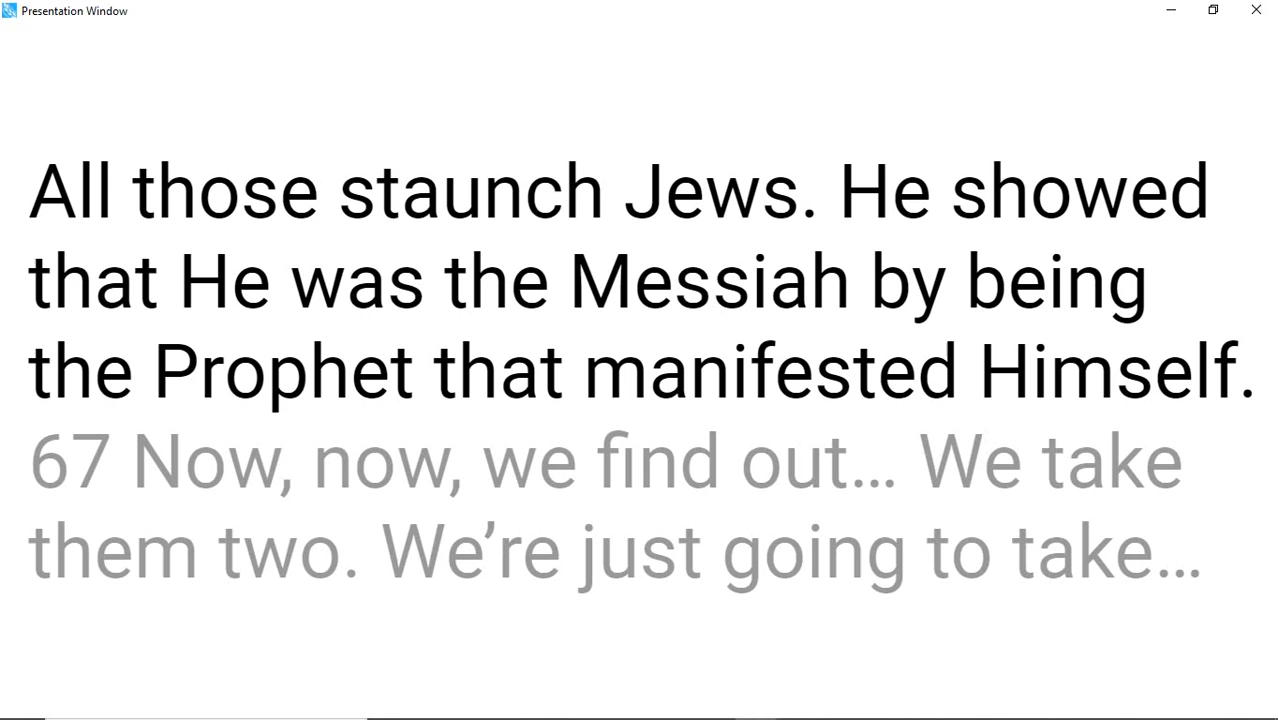 Presentation Window
All those staunch Jews. He showed
that He was the Messiah by being
the Prophet that manifested Himself.
67 Now, now, we find out… We take
them two. We’re just going to take…